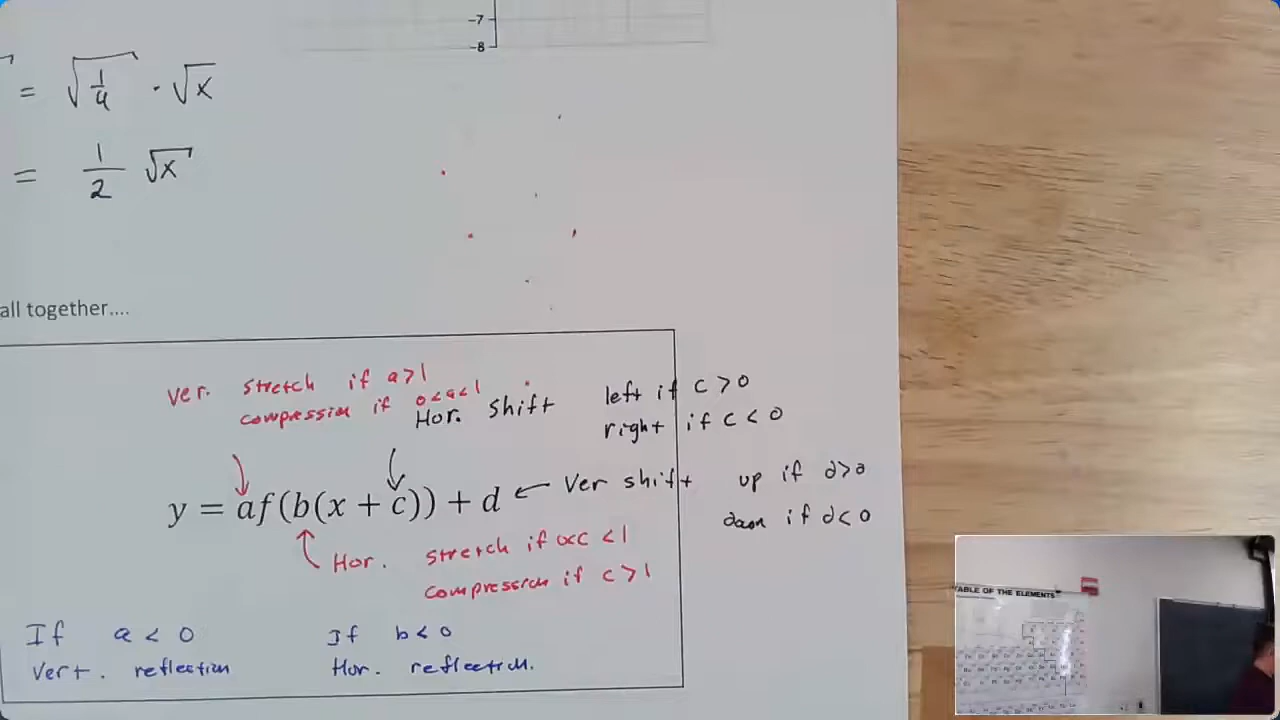 -7
-8
= √1/4 · √x
= 1/2 √x
all together....
Ver. stretch if a>1
compression if 0<a<1
Hor. shift left if c > 0
right if c < 0
y = af(b(x + c)) + d ← Ver shift up if d>0
down if d<0
Hor. stretch if 0<c <1
compression if c >1
If a < 0
Vert. reflection
If b < 0
Hor. reflection.
TABLE OF THE ELEMENTS